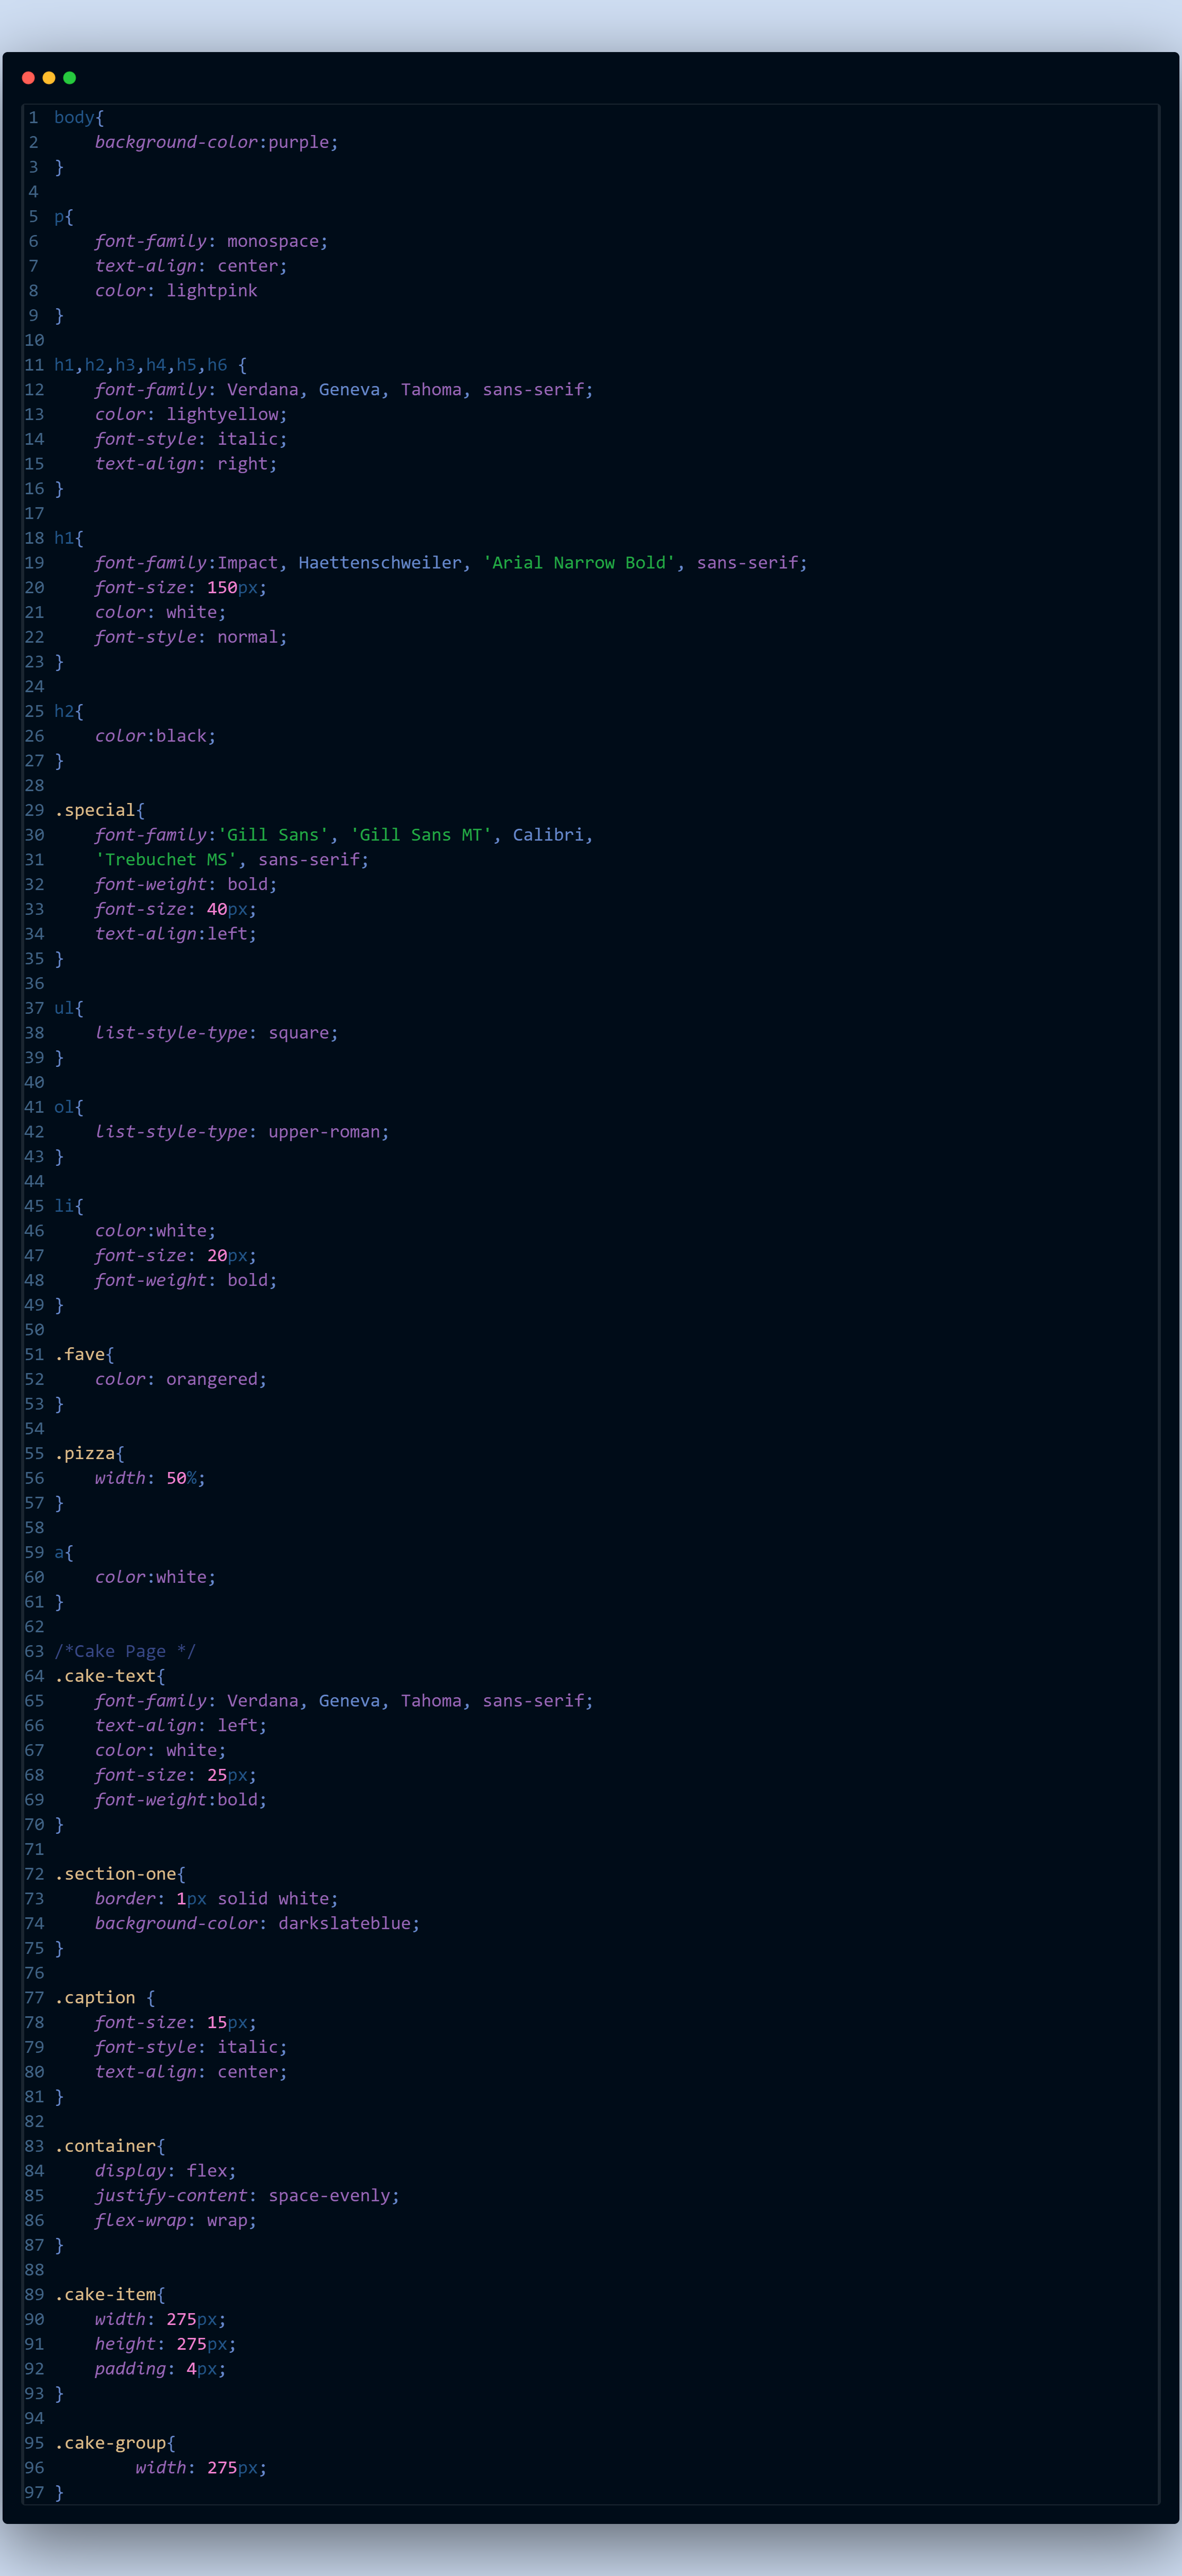 1 body{
2     background-color:purple;
3 }
4
5 p{
6     font-family: monospace;
7     text-align: center;
8     color: lightpink
9 }
10
11 h1,h2,h3,h4,h5,h6 {
12     font-family: Verdana, Geneva, Tahoma, sans-serif;
13     color: lightyellow;
14     font-style: italic;
15     text-align: right;
16 }
17
18 h1{
19     font-family:Impact, Haettenschweiler, 'Arial Narrow Bold', sans-serif;
20     font-size: 150px;
21     color: white;
22     font-style: normal;
23 }
24
25 h2{
26     color:black;
27 }
28
29 .special{
30     font-family:'Gill Sans', 'Gill Sans MT', Calibri,
31     'Trebuchet MS', sans-serif;
32     font-weight: bold;
33     font-size: 40px;
34     text-align:left;
35 }
36
37 ul{
38     list-style-type: square;
39 }
40
41 ol{
42     list-style-type: upper-roman;
43 }
44
45 li{
46     color:white;
47     font-size: 20px;
48     font-weight: bold;
49 }
50
51 .fave{
52     color: orangered;
53 }
54
55 .pizza{
56     width: 50%;
57 }
58
59 a{
60     color:white;
61 }
62
63 /*Cake Page */
64 .cake-text{
65     font-family: Verdana, Geneva, Tahoma, sans-serif;
66     text-align: left;
67     color: white;
68     font-size: 25px;
69     font-weight:bold;
70 }
71
72 .section-one{
73     border: 1px solid white;
74     background-color: darkslateblue;
75 }
76
77 .caption {
78     font-size: 15px;
79     font-style: italic;
80     text-align: center;
81 }
82
83 .container{
84     display: flex;
85     justify-content: space-evenly;
86     flex-wrap: wrap;
87 }
88
89 .cake-item{
90     width: 275px;
91     height: 275px;
92     padding: 4px;
93 }
94
95 .cake-group{
96         width: 275px;
97 }